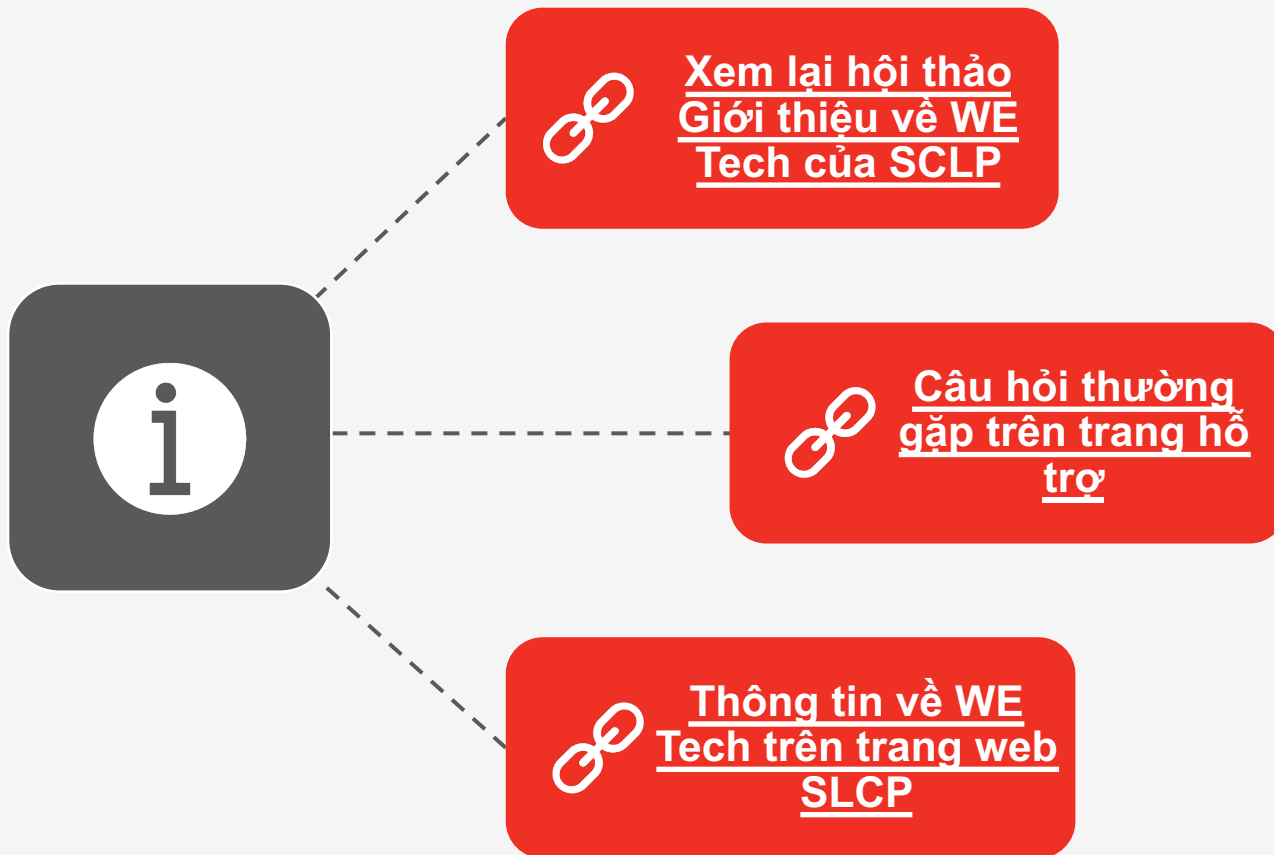 Xem lại hội thảo
Giới thiệu về WE
Tech của SCLP
Câu hỏi thường
gặp trên trang hỗ
trợ
Thông tin về WE
Tech trên trang web
SLCP